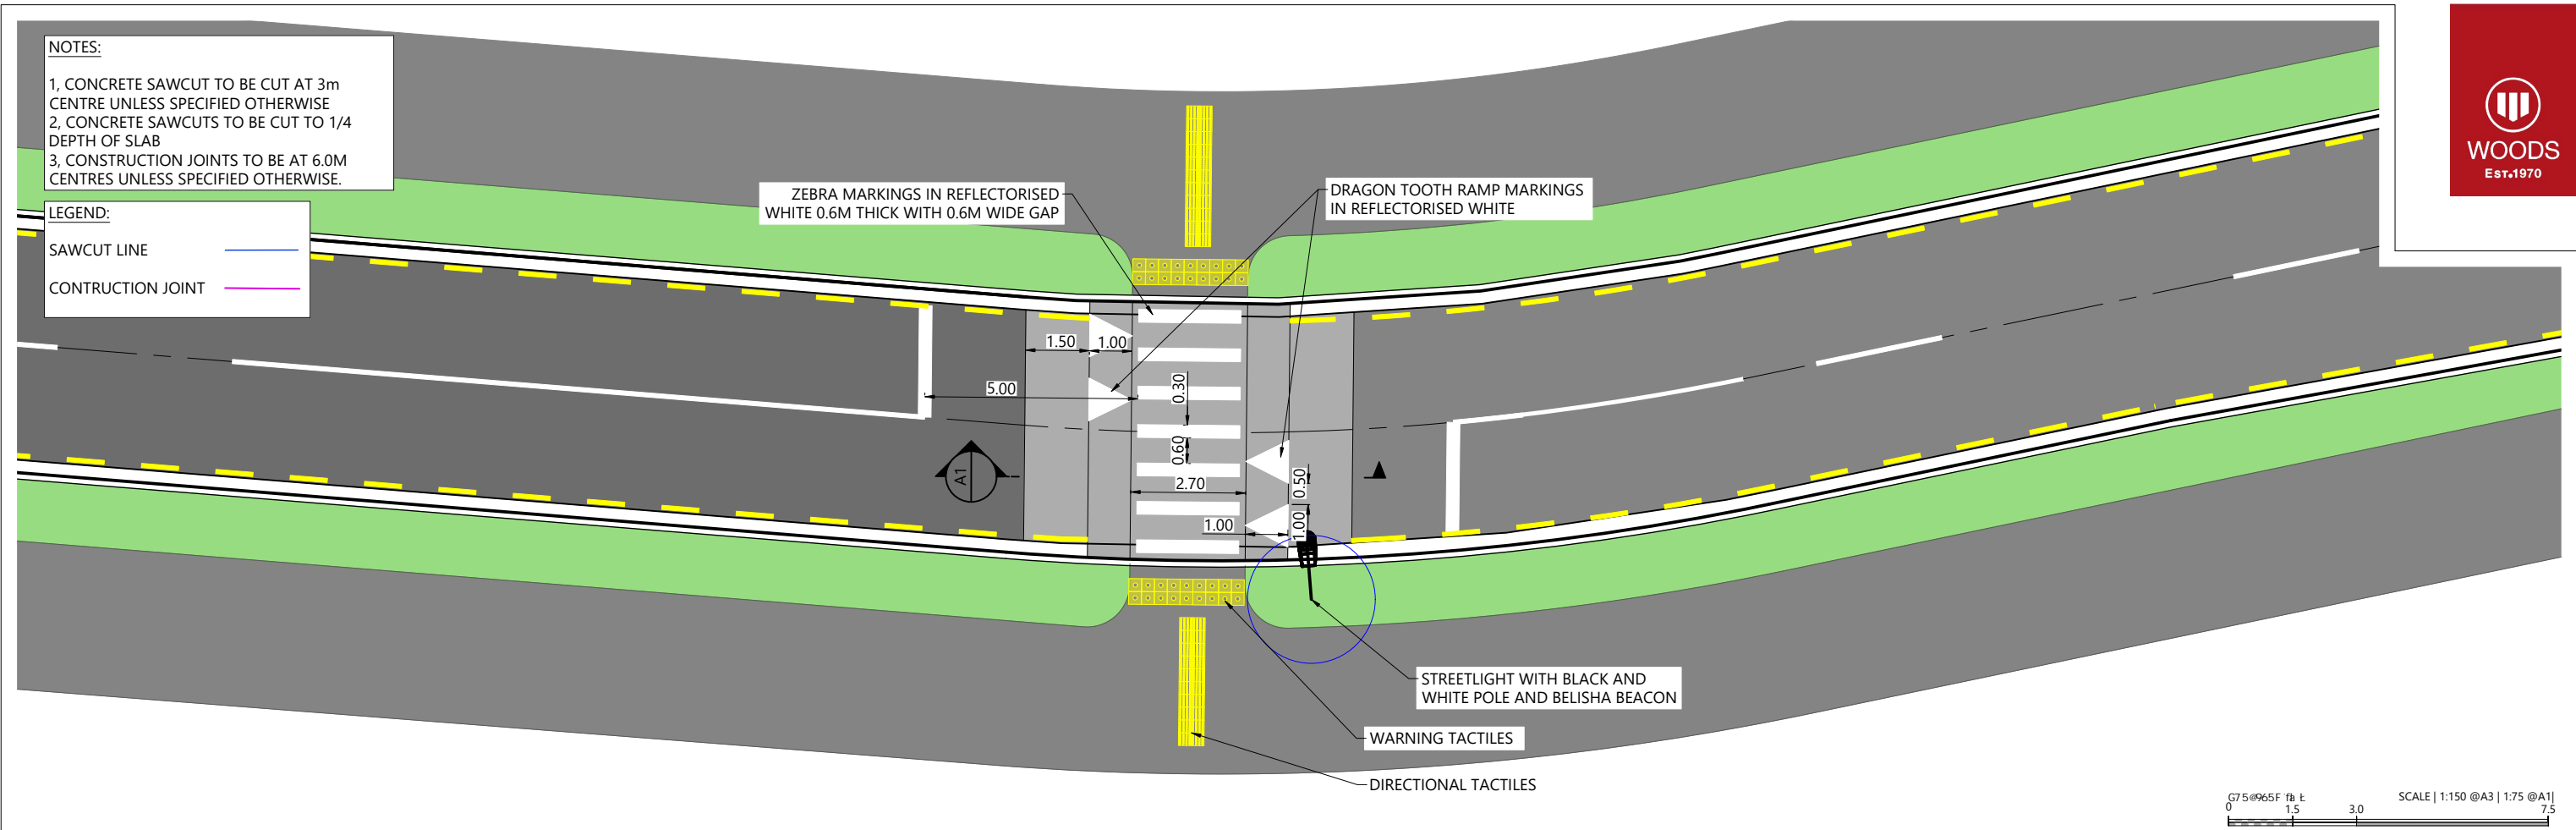 NOTES:
1, CONCRETE SAWCUT TO BE CUT AT 3m
CENTRE UNLESS SPECIFIED OTHERWISE
2, CONCRETE SAWCUTS TO BE CUT TO 1/4
DEPTH OF SLAB
3, CONSTRUCTION JOINTS TO BE AT 6.0M
CENTRES UNLESS SPECIFIED OTHERWISE.
LEGEND:
SAWCUT LINE
CONTRUCTION JOINT
ZEBRA MARKINGS IN REFLECTORISED
WHITE 0.6M THICK WITH 0.6M WIDE GAP
DRAGON TOOTH RAMP MARKINGS
IN REFLECTORISED WHITE
WOODS
EST.1970
1.50
1.00
5.00
0.30
0.60
A1
2.70
0.50
1.00
1.00
STREETLIGHT WITH BLACK AND
WHITE POLE AND BELISHA BEACON
WARNING TACTILES
DIRECTIONAL TACTILES
SCALE | 1:150 @A3 | 1:75 @A1|
0 1.5 3.0 7.5